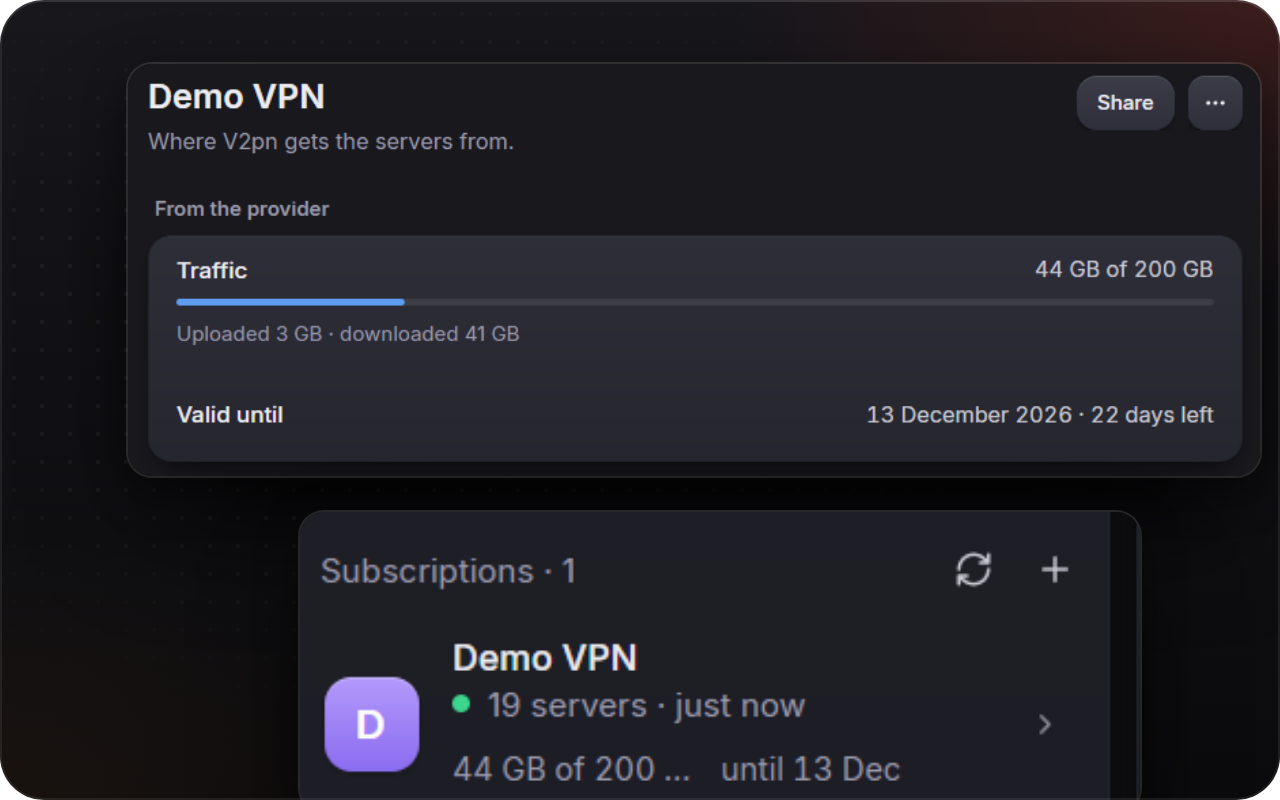 Demo VPN
Share
...
Where V2pn gets the servers from.
From the provider
Traffic
44 GB of 200 GB
Uploaded 3 GB · downloaded 41 GB
Valid until
13 December 2026 · 22 days left
Subscriptions · 1
Demo VPN
D
19 servers · just now
44 GB of 200 ...
until 13 Dec